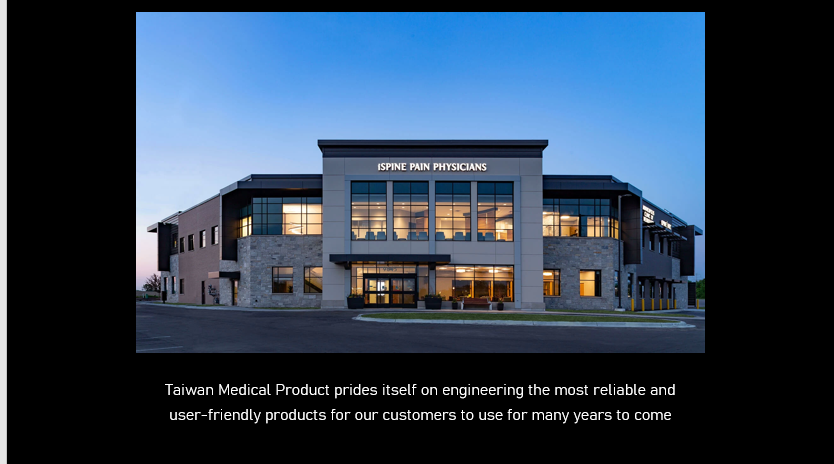 iSPINE PAIN PHYSICIANS
Taiwan Medical Product prides itself on engineering the most reliable and
user-friendly products for our customers to use for many years to come